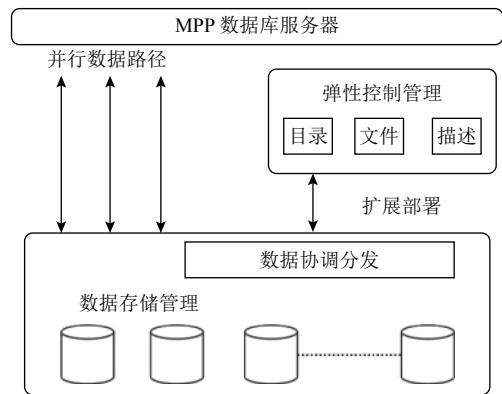 MPP 数据库服务器
并行数据路径
弹性控制管理
目录
文件
描述
扩展部署
数据协调分发
数据存储管理